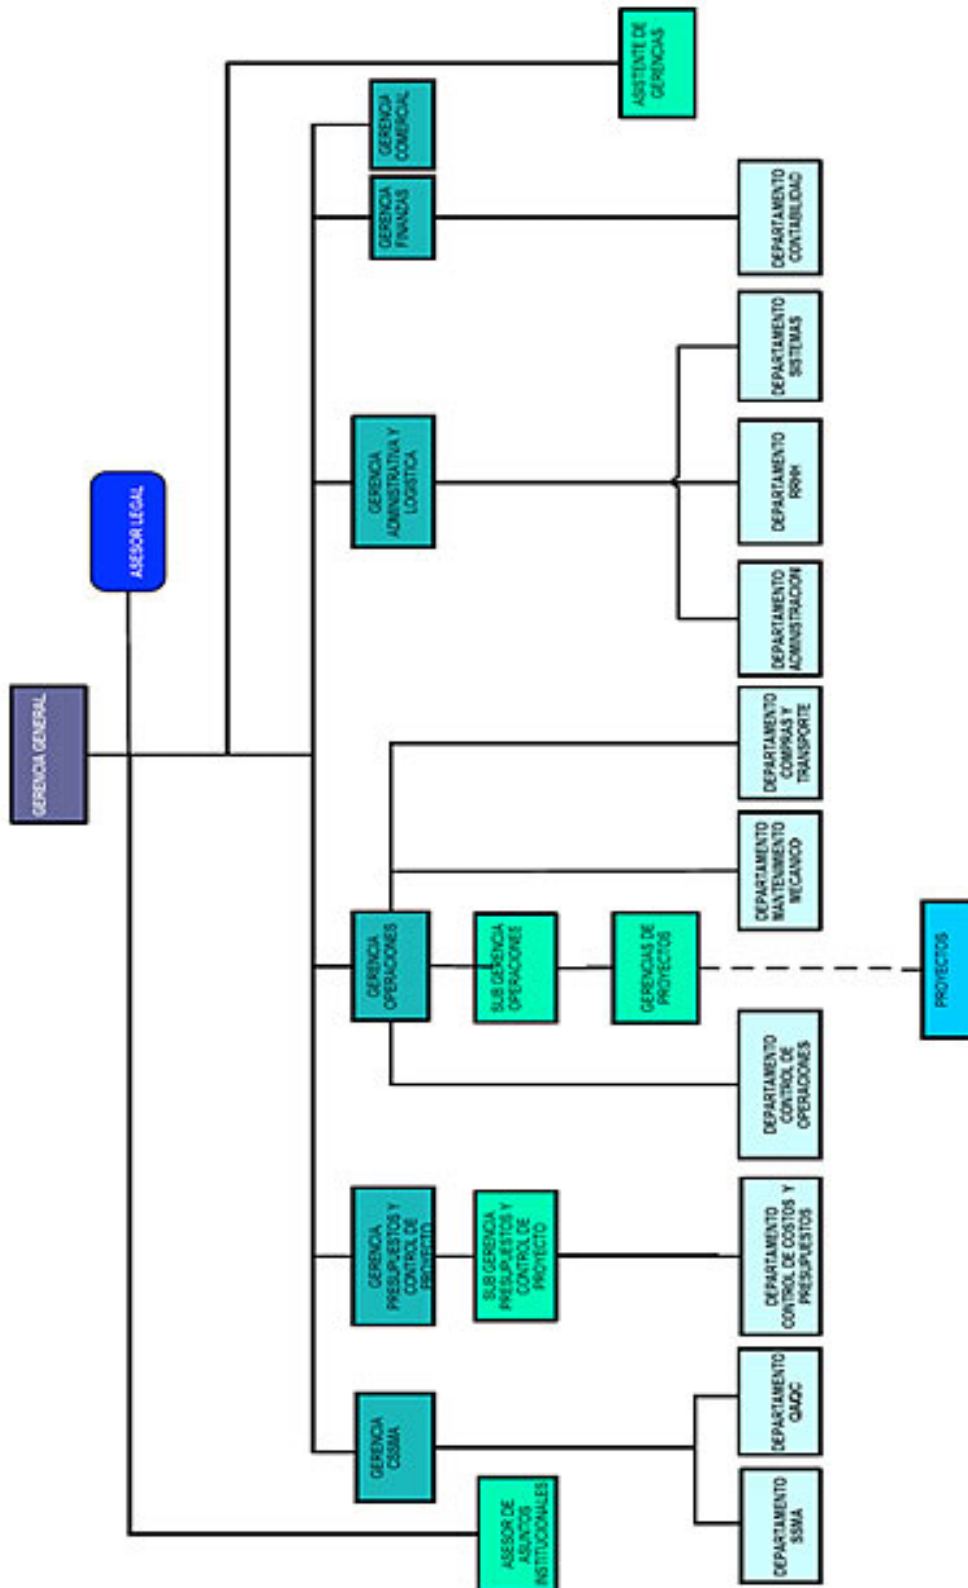 GERENCIA GENERAL
ASESOR LEGAL
ASESOR DE
ASUNTOS
INSTITUCIONALES
ASISTENTE DE
GERENCIAS
GERENCIA
CSSMA
GERENCIA
PRESUPUESTOS Y
CONTROL DE
PROYECTO
GERENCIA
OPERACIONES
GERENCIA
ADMINISTRATIVA Y
LOGISTICA
GERENCIA
FINANZAS
GERENCIA
COMERCIAL
SUB GERENCIA
PRESUPUESTOS Y
CONTROL DE
PROYECTO
SUB GERENCIA
OPERACIONES
GERENCIAS DE
PROYECTOS
DEPARTAMENTO
SSMA
DEPARTAMENTO
QA/QC
DEPARTAMENTO
CONTROL DE COSTOS Y
PRESUPUESTOS
DEPARTAMENTO
CONTROL DE
OPERACIONES
DEPARTAMENTO
MANTENIMIENTO
MECANICO
DEPARTAMENTO
COMPRAS Y
TRANSPORTE
DEPARTAMENTO
ADMINISTRACION
DEPARTAMENTO
RRHH
DEPARTAMENTO
SISTEMAS
DEPARTAMENTO
CONTABILIDAD
PROYECTOS